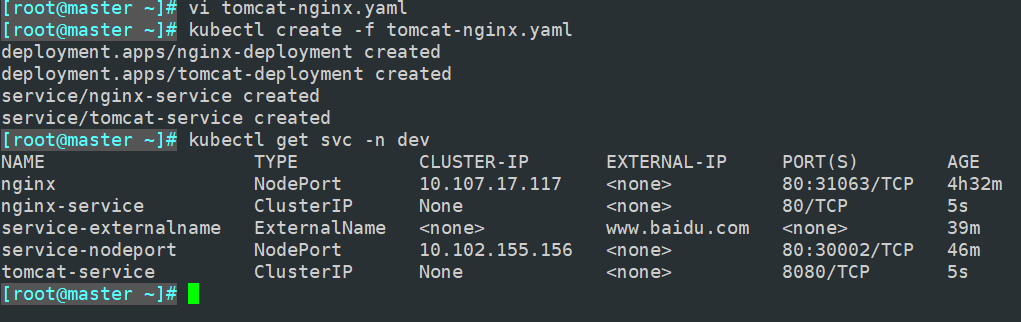 [root@master ~]# vi tomcat-nginx.yaml
[root@master ~]# kubectl create -f tomcat-nginx.yaml
deployment.apps/nginx-deployment created
deployment.apps/tomcat-deployment created
service/nginx-service created
service/tomcat-service created
[root@master ~]# kubectl get svc -n dev
NAME                   TYPE           CLUSTER-IP       EXTERNAL-IP     PORT(S)        AGE
nginx                  NodePort       10.107.17.117    <none>          80:31063/TCP   4h32m
nginx-service          ClusterIP      None             <none>          80/TCP         5s
service-externalname   ExternalName   <none>           www.baidu.com   <none>         39m
service-nodeport       NodePort       10.102.155.156   <none>          80:30002/TCP   46m
tomcat-service         ClusterIP      None             <none>          8080/TCP       5s
[root@master ~]#